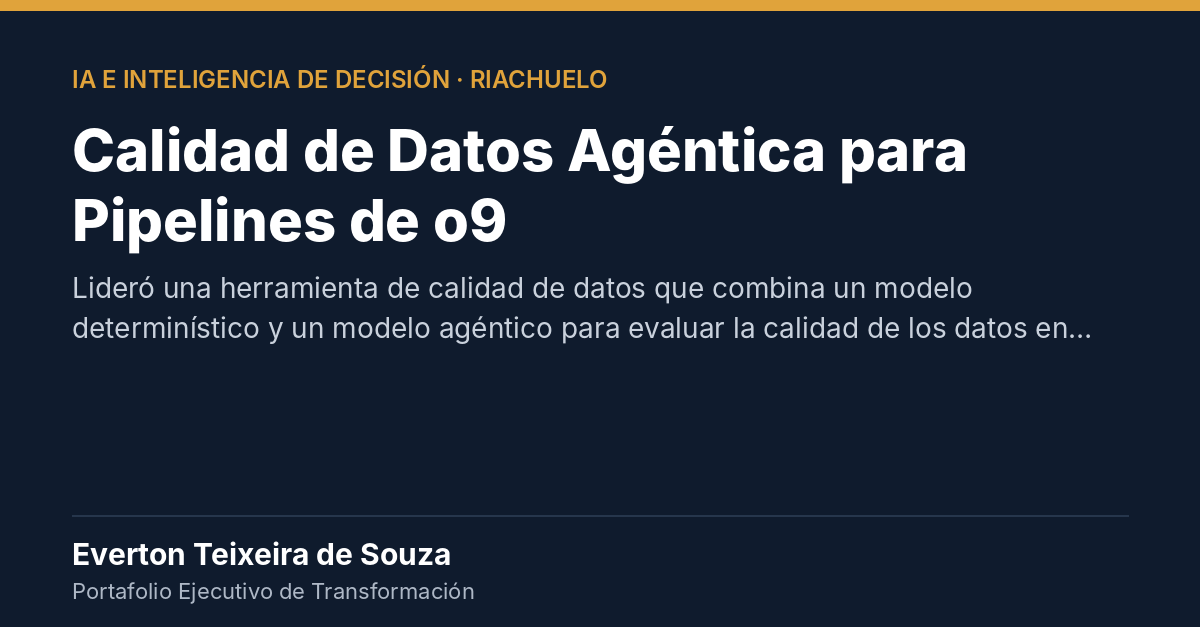 IA E INTELIGENCIA DE DECISIÓN · RIACHUELO
Calidad de Datos Agéntica para
Pipelines de o9
Lideró una herramienta de calidad de datos que combina un modelo
determinístico y un modelo agéntico para evaluar la calidad de los datos en...
Everton Teixeira de Souza
Portafolio Ejecutivo de Transformación